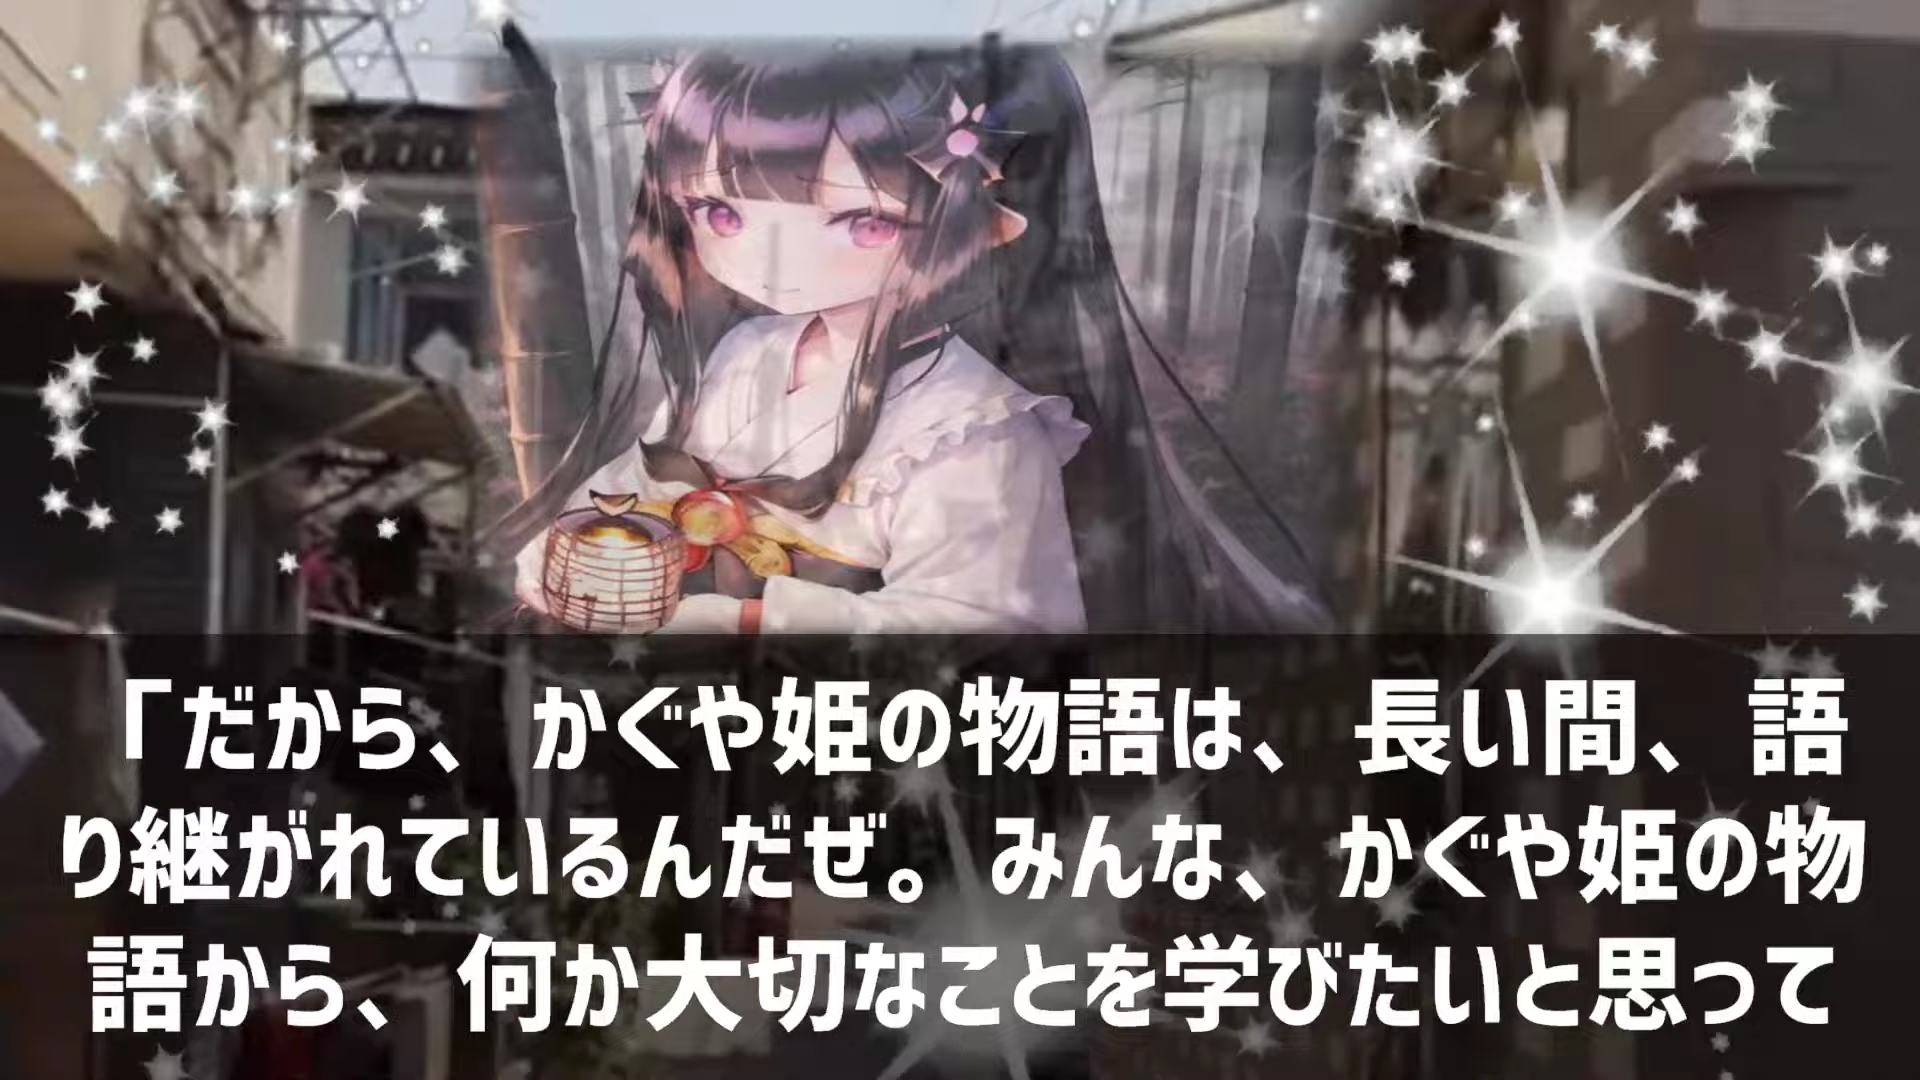 「だから、かぐや姫の物語は、長い間、語
り継がれているんだぜ。みんな、かぐや姫の物
語から、何か大切なことを学びたいと思って